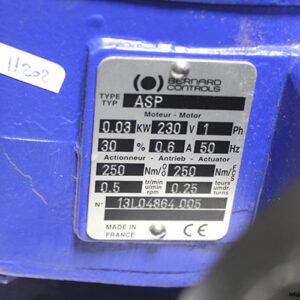 11202
BERNARD
CONTROLS
TYPE
TYP
ASP
Moteur - Motor
0.03 KW 230 V 1 Ph
30 % 0.6 A 50 Hz
Actionneur - Antrieb - Actuator
250 Nm 250 Nm
0.5 tr/min u/min rpm 0.25 tours umdr. turns
N° 13L04864.005
MADE IN
FRANCE
CE